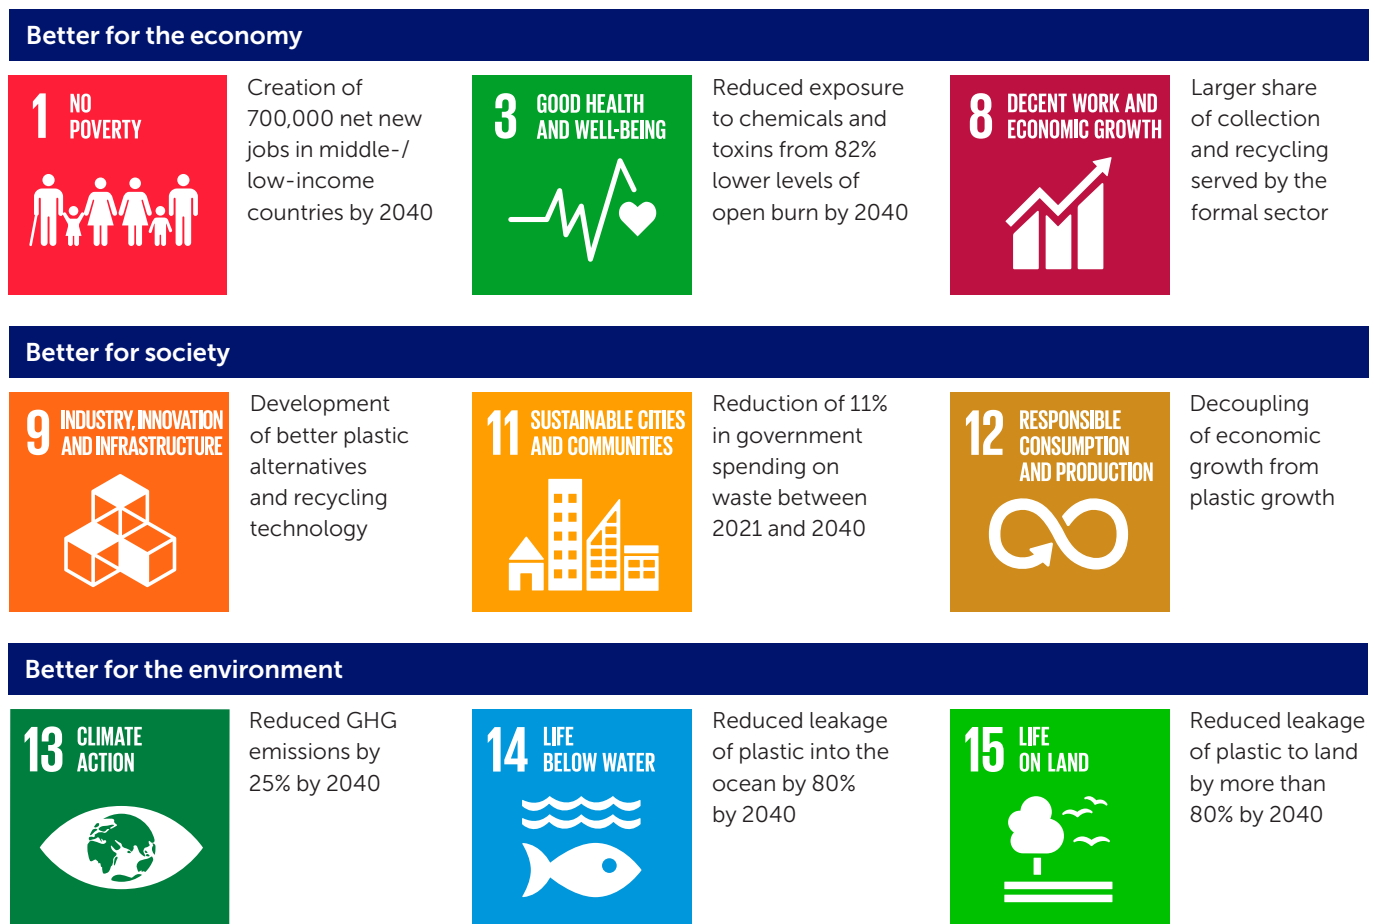 Better for the economy
1 NO
POVERTY
Creation of
700,000 net new
jobs in middle-/
low-income
countries by 2040
3 GOOD HEALTH
AND WELL-BEING
Reduced exposure
to chemicals and
toxins from 82%
lower levels of
open burn by 2040
8 DECENT WORK AND
ECONOMIC GROWTH
Larger share
of collection
and recycling
served by the
formal sector
Better for society
9 INDUSTRY, INNOVATION
AND INFRASTRUCTURE
Development
of better plastic
alternatives
and recycling
technology
11 SUSTAINABLE CITIES
AND COMMUNITIES
Reduction of 11%
in government
spending on
waste between
2021 and 2040
12 RESPONSIBLE
CONSUMPTION
AND PRODUCTION
Decoupling
of economic
growth from
plastic growth
Better for the environment
13 CLIMATE
ACTION
Reduced GHG
emissions by
25% by 2040
14 LIFE
BELOW WATER
Reduced leakage
of plastic into the
ocean by 80%
by 2040
15 LIFE
ON LAND
Reduced leakage
of plastic to land
by more than
80% by 2040